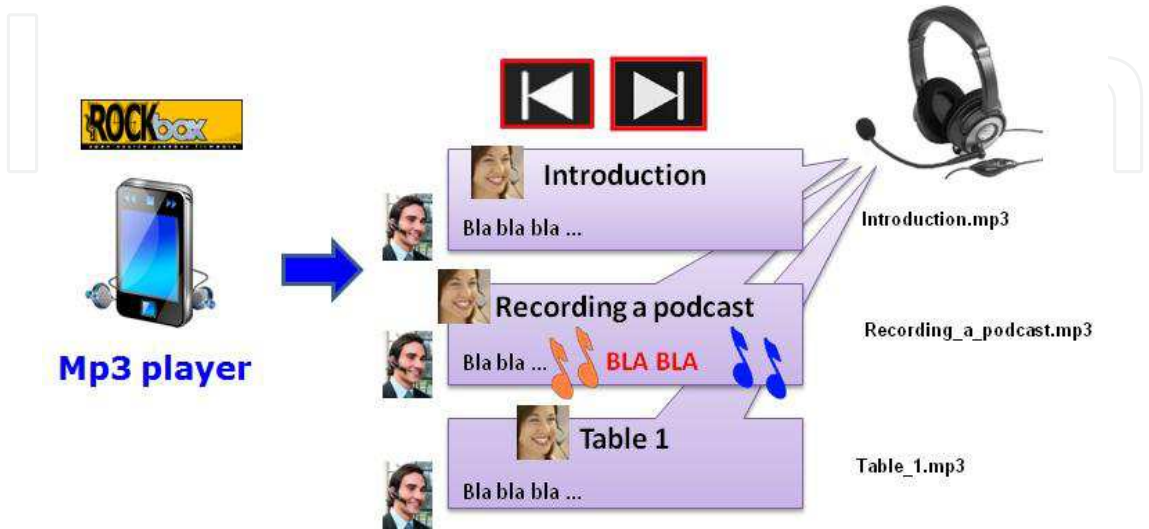 ROCKbox
Mp3 player
Introduction
Bla bla bla ...
Recording a podcast
Bla bla ... BLA BLA
Table 1
Bla bla bla ...
Introduction.mp3
Recording_a_podcast.mp3
Table_1.mp3